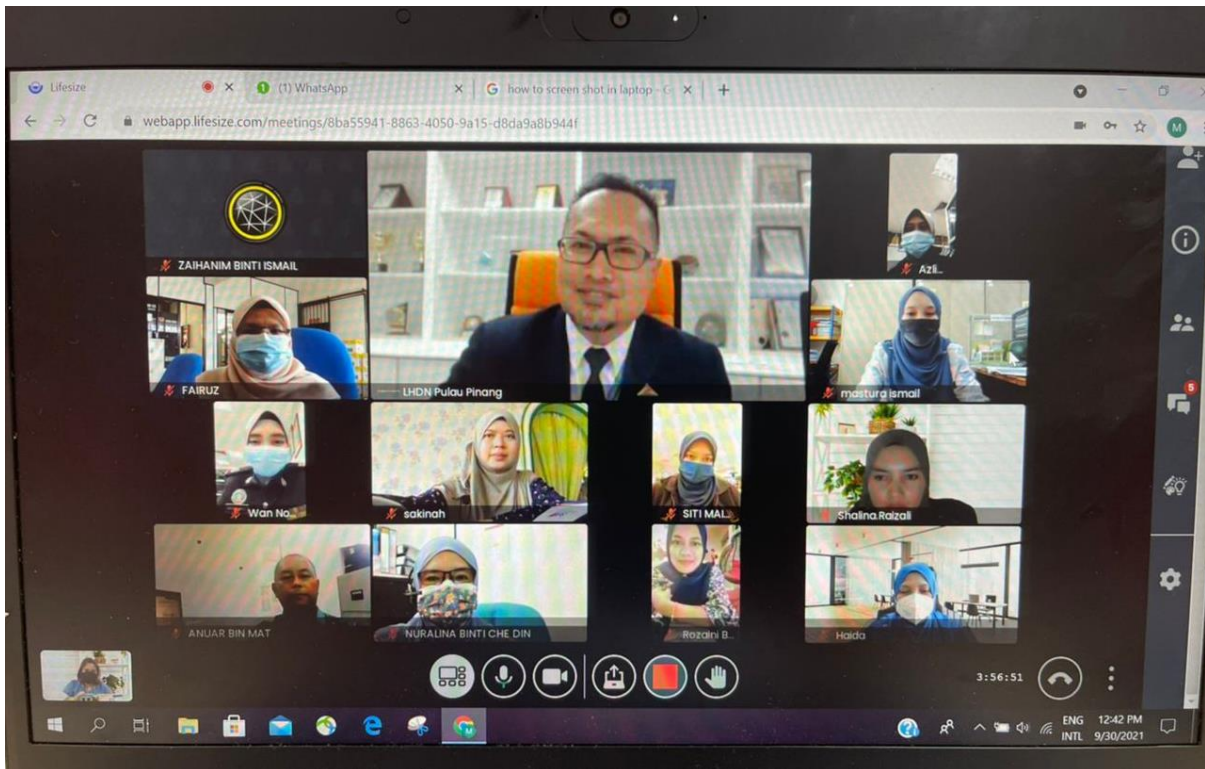 Lifesize
(1) WhatsApp
how to screen shot in laptop - G
webapp.lifesize.com/meetings/8ba55941-8863-4050-9a15-d8da9a8b944f
M
ZAIHANIM BINTI ISMAIL
Azli...
FAIRUZ
LHDN Pulau Pinang
mastura ismail
Wan No...
sakinah
SITI MAL...
Shalina Raizali
5
ANUAR BIN MAT
NURALINA BINTI CHE DIN
Rozaini B...
Haida
3:56:51
ENG
INTL
12:42 PM
9/30/2021